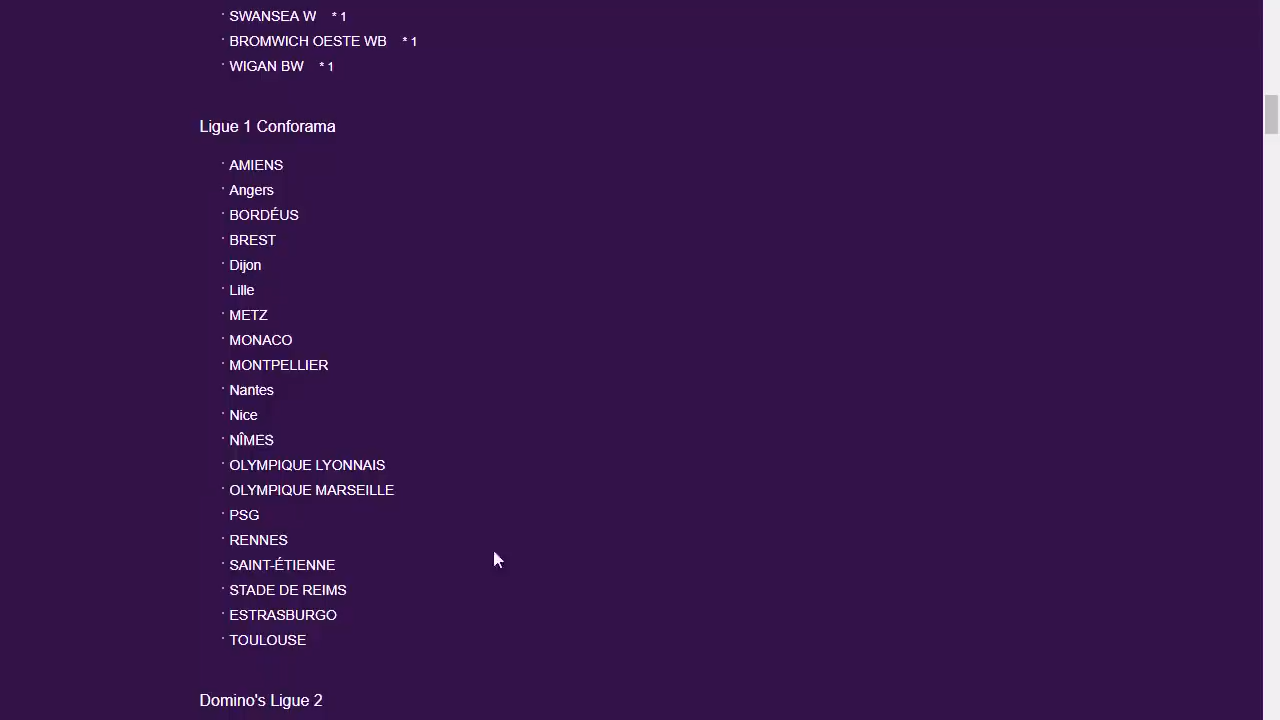 · SWANSEA W * 1
· BROMWICH OESTE WB * 1
· WIGAN BW * 1
Ligue 1 Conforama
· AMIENS
· Angers
· BORDÉUS
· BREST
· Dijon
· Lille
· METZ
· MONACO
· MONTPELLIER
· Nantes
· Nice
· NÎMES
· OLYMPIQUE LYONNAIS
· OLYMPIQUE MARSEILLE
· PSG
· RENNES
· SAINT-ÉTIENNE
· STADE DE REIMS
· ESTRASBURGO
· TOULOUSE
Domino's Ligue 2